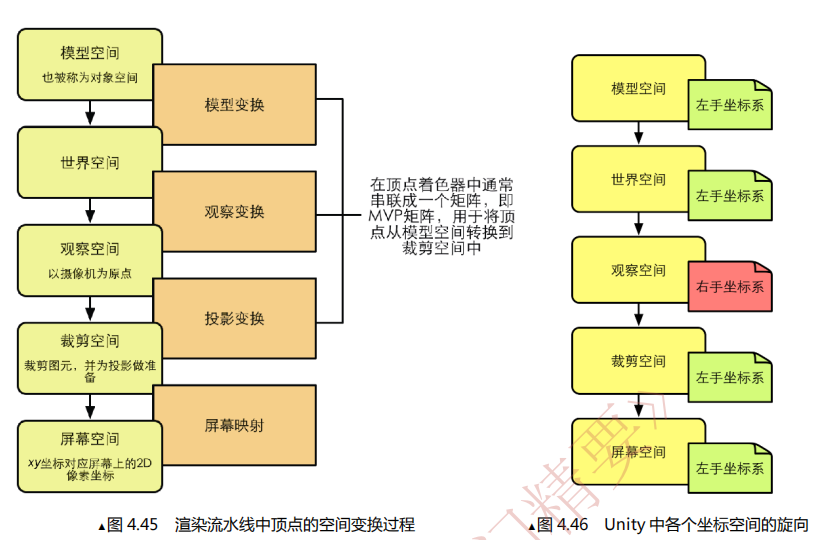 模型空间
也被称为对象空间
模型变换
世界空间
观察变换
观察空间
以摄像机为原点
投影变换
裁剪空间
裁剪图元，并为投影做准
备
屏幕映射
屏幕空间
xy坐标对应屏幕上的2D
像素坐标
在顶点着色器中通常
串联成一个矩阵，即
MVP矩阵，用于将顶
点从模型空间转换到
裁剪空间中
▲图 4.45 渲染流水线中顶点的空间变换过程
模型空间
左手坐标系
世界空间
左手坐标系
观察空间
右手坐标系
裁剪空间
左手坐标系
屏幕空间
左手坐标系
▲图 4.46 Unity 中各个坐标空间的旋向
门精要》